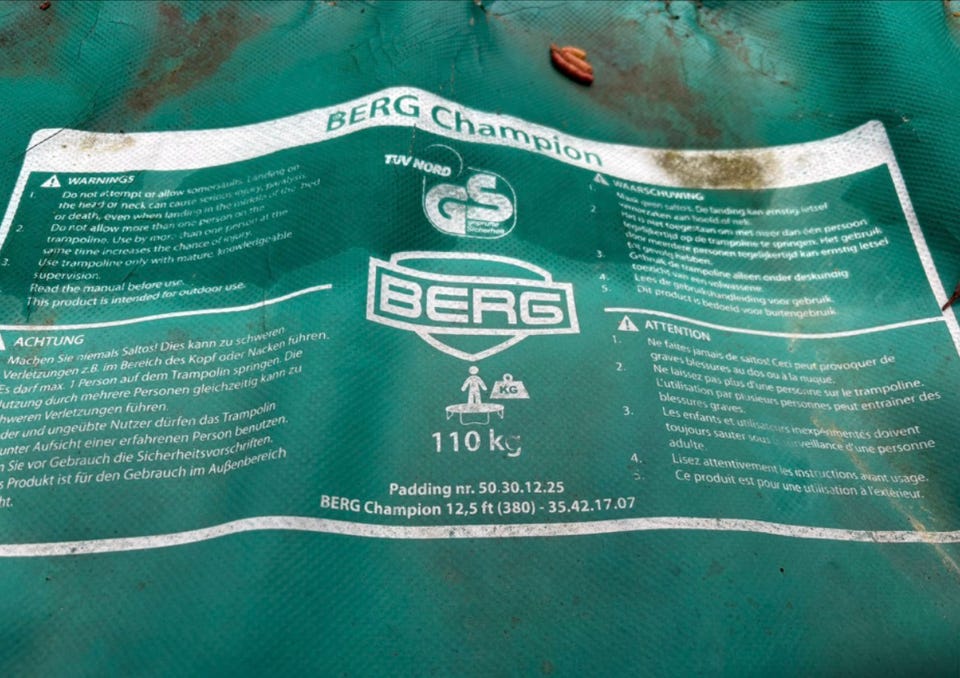 BERG Champion
WARNINGS
1. Do not attempt or allow somersaults. Landing on
the head or neck can cause serious injury, paralysis
or death, even when landing in the middle of the bed
2. Do not allow more than one person on the
trampoline. Use by more than one person at the
same time increases the chance of injury.
3. Use trampoline only with mature, knowledgeable
supervision.
Read the manual before use.
This product is intended for outdoor use.
TÜV NORD
GS
geprüfte
Sicherheit
WAARSCHUWING
1. Maak geen saltos. De landing kan ernstig letsel
veroorzaken aan hoofd of nek.
2. Het is niet toegestaan om met meer dan één persoon
tegelijkertijd op de trampoline te springen. Het gebruik
door meerdere personen tegelijkertijd kan ernstig letsel
tot gevolg hebben.
3. Gebruik de trampoline alleen onder deskundig
toezicht van een volwassene.
4. Lees de gebruikshandleiding voor gebruik.
5. Dit product is bedoeld voor buitengebruik.
BERG
KG
110 kg
ACHTUNG
Machen Sie niemals Saltos! Dies kann zu schweren
Verletzungen z.B. im Bereich des Kopf oder Nacken führen.
Es darf max. 1 Person auf dem Trampolin springen. Die
Nutzung durch mehrere Personen gleichzeitig kann zu
schweren Verletzungen führen.
der und ungeübte Nutzer dürfen das Trampolin
unter Aufsicht einer erfahrenen Person benutzen.
n Sie vor Gebrauch die Sicherheitsvorschriften.
s Produkt ist für den Gebrauch im Außenbereich
ht.
ATTENTION
1. Ne faites jamais de saltos! Ceci peut provoquer de
graves blessures au dos ou à la nuque.
2. Ne laissez pas plus d'une personne sur le trampoline.
L'utilisation par plusieurs personnes peut entraîner des
blessures graves.
3. Les enfants et utilisateurs inexpérimentés doivent
toujours sauter sous surveillance d'une personne
adulte.
4. Lisez attentivement les instructions avant usage.
5. Ce produit est pour une utilisation à l'extérieur.
Padding nr. 50.30.12.25
BERG Champion 12,5 ft (380) - 35.42.17.07